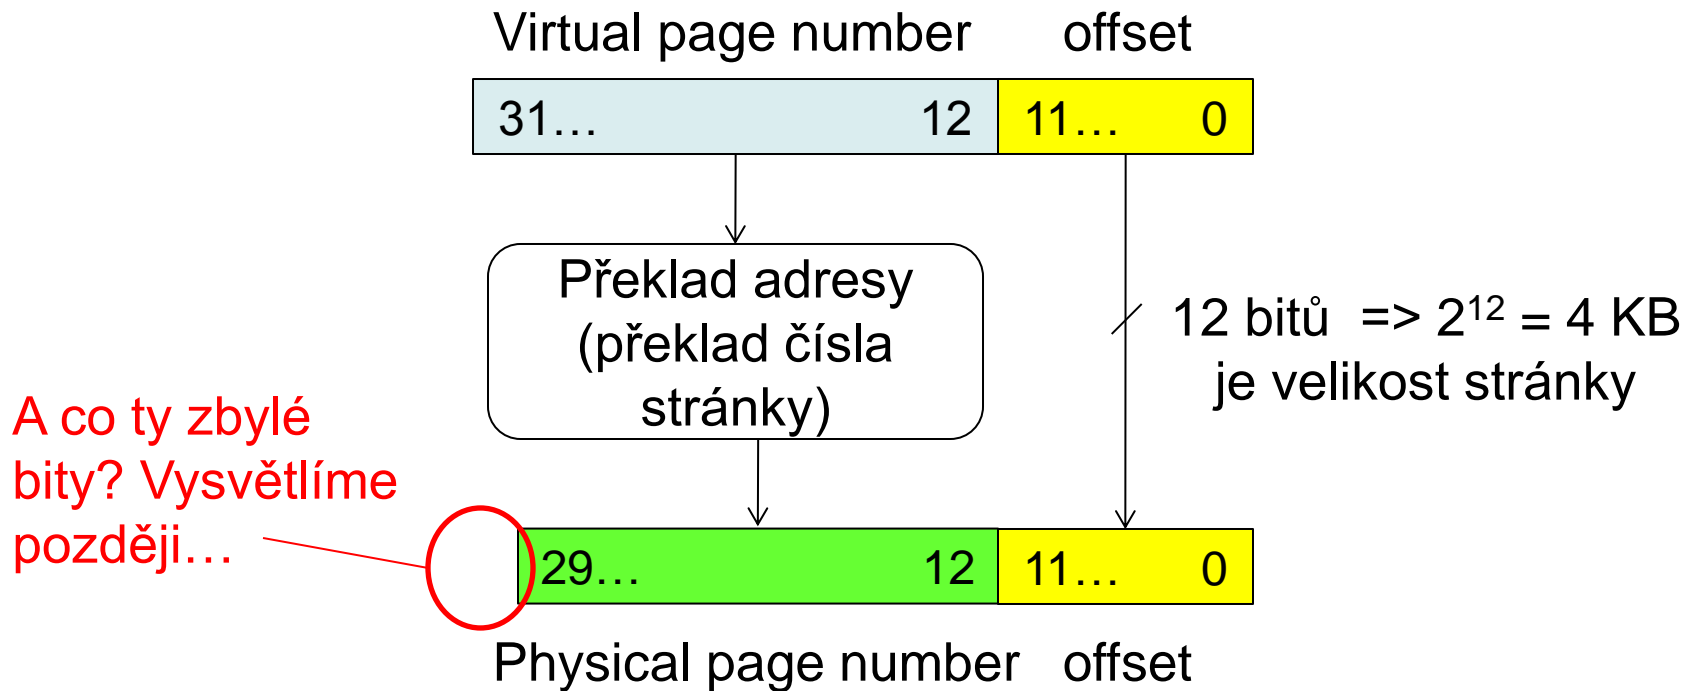 Virtual page number offset
31… 12 11… 0
Překlad adresy
(překlad čísla
stránky)
12 bitů => 2¹² = 4 KB
je velikost stránky
A co ty zbylé
bity? Vysvětlíme
později…
29… 12 11… 0
Physical page number offset